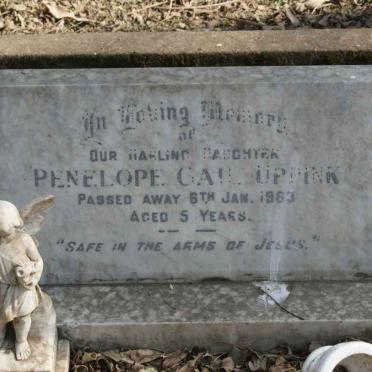 In Loving Memory
of
OUR DARLING DAUGHTER
PENELOPE GAIL UPPINK
PASSED AWAY 6TH JAN. 1963
AGED 5 YEARS.
"SAFE IN THE ARMS OF JESUS."